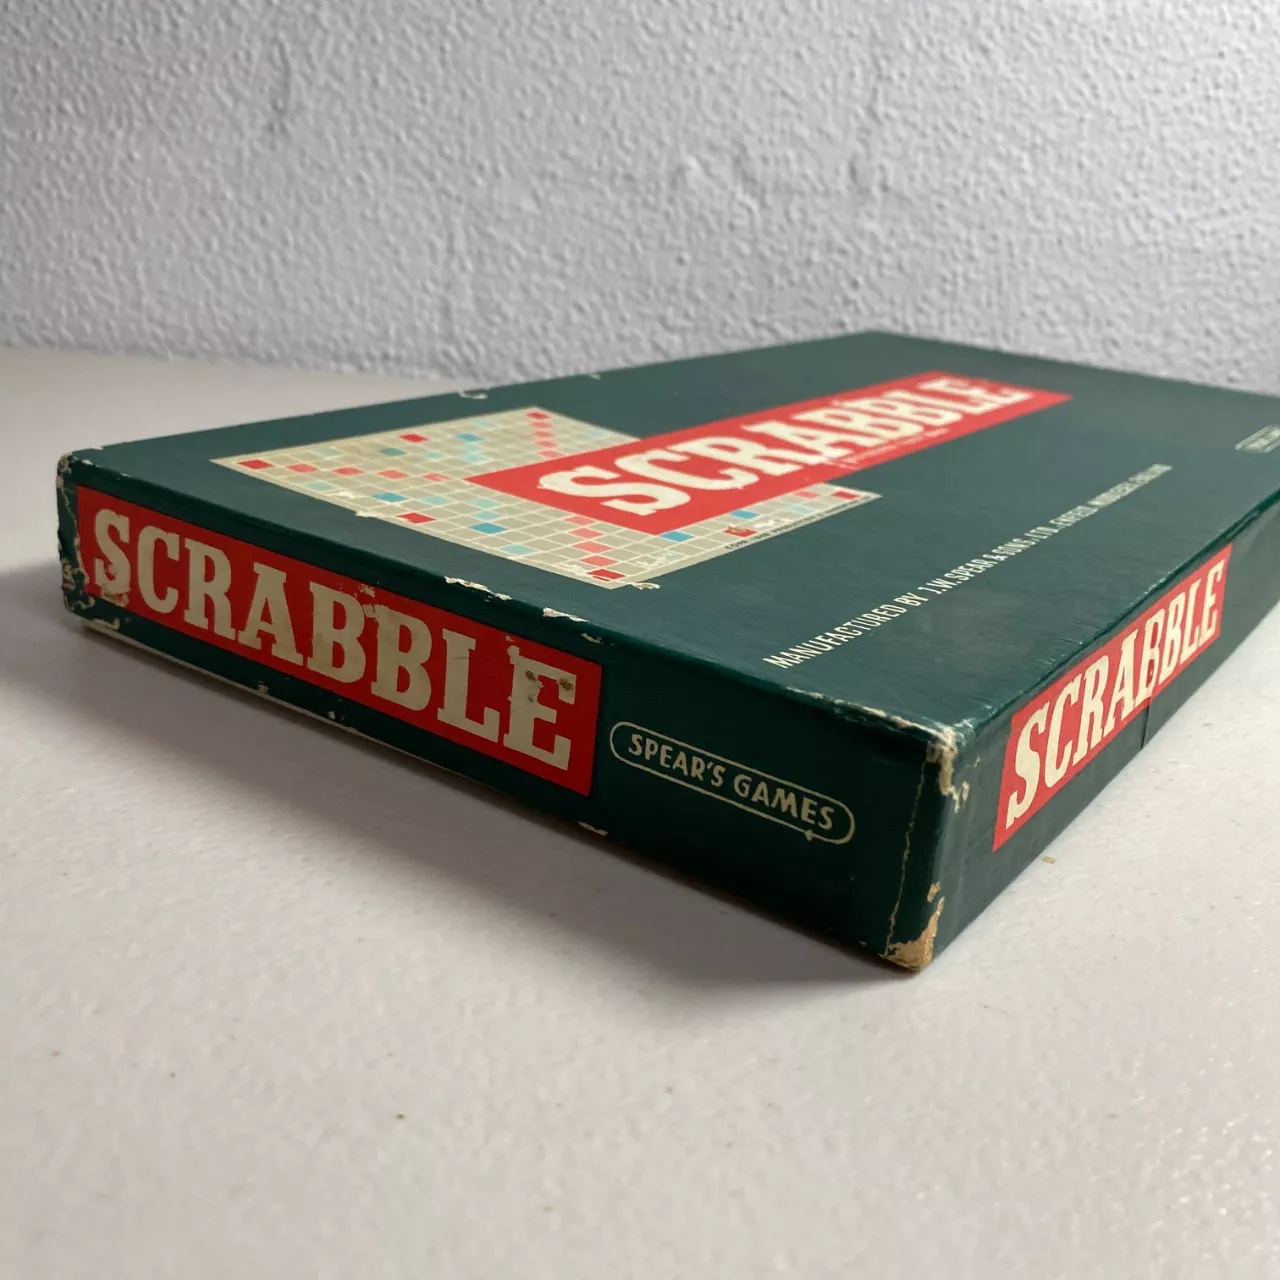 SCRABBLE
MANUFACTURED BY J.W. SPEAR & SONS LTD. ENFIELD, MIDDLESEX, ENGLAND
SCRABBLE
SPEAR'S GAMES
SCRABBLE